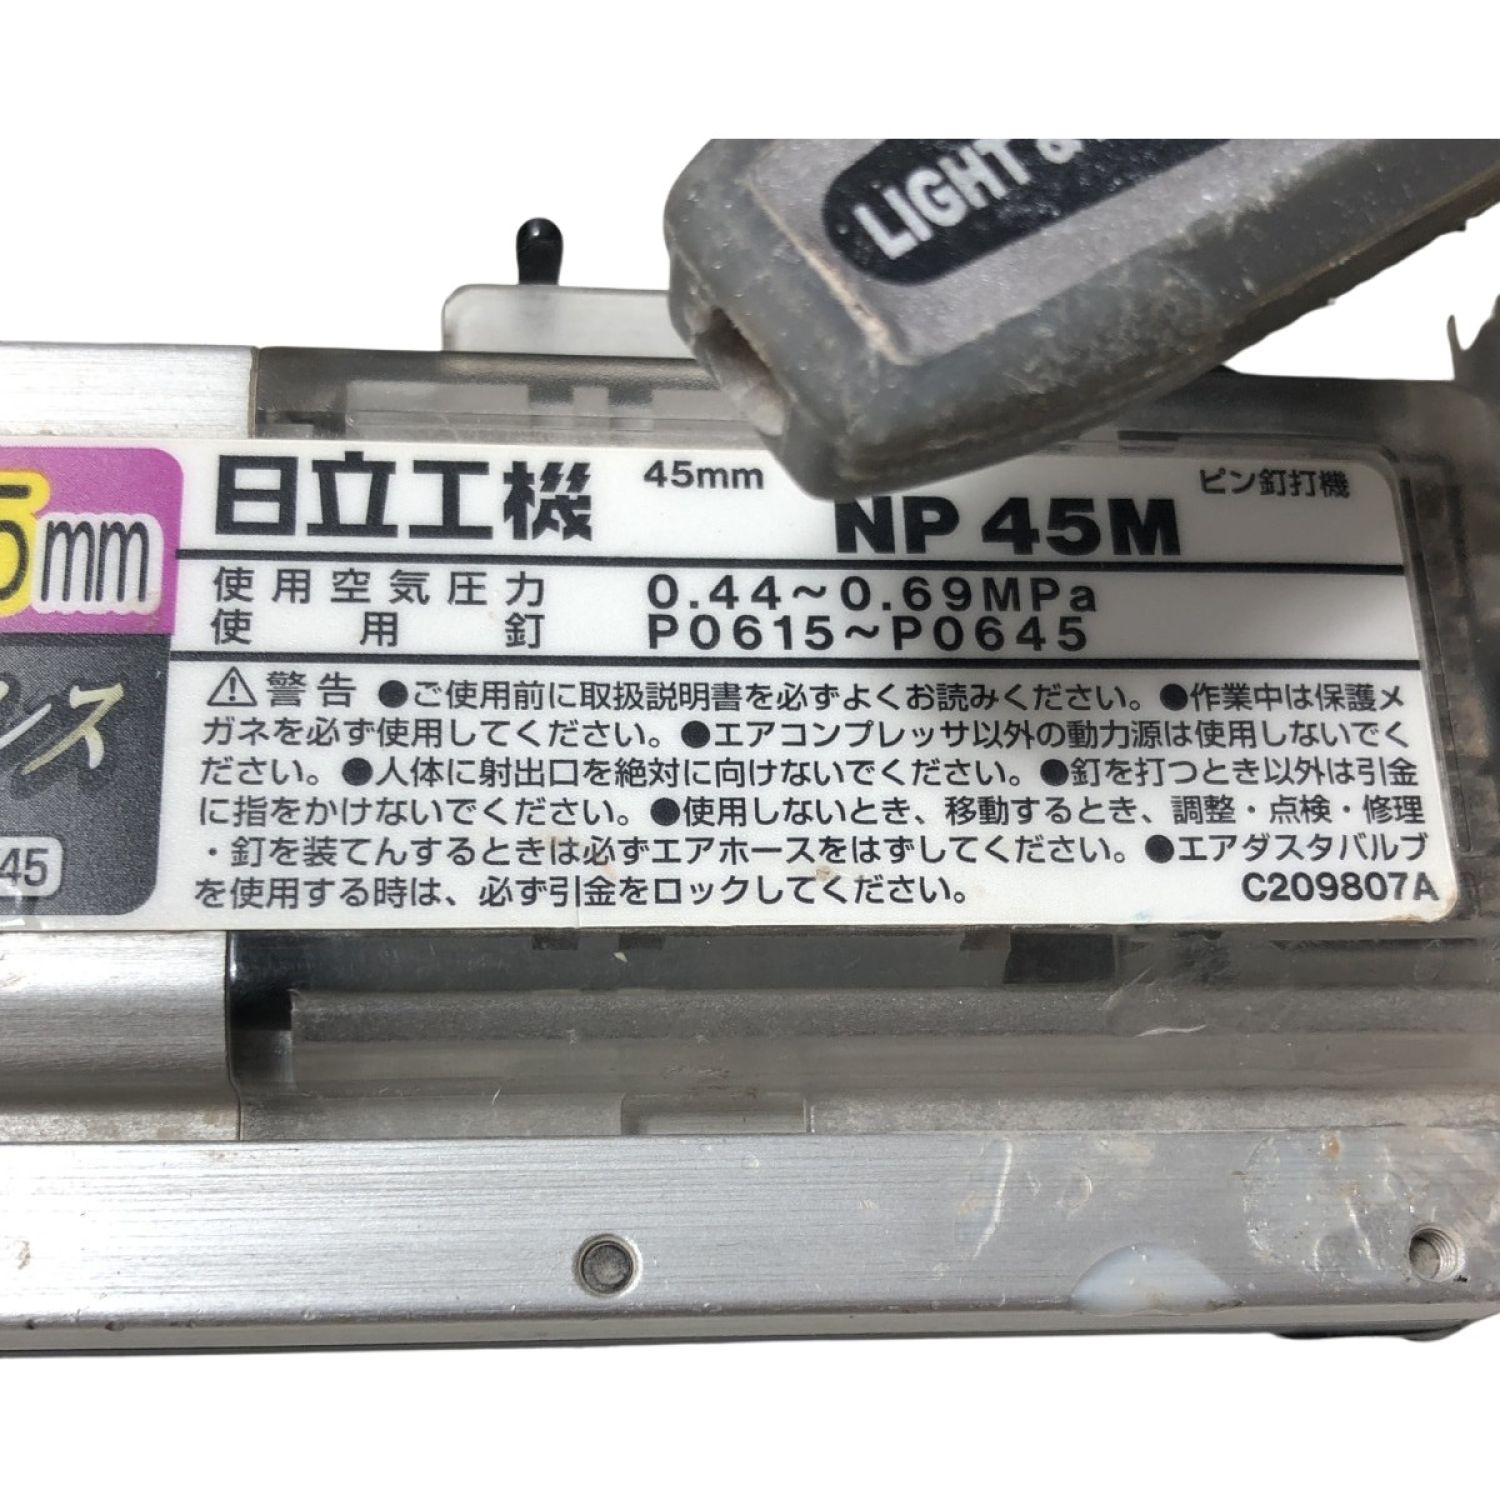 LIGHT &
5mm
ンス
45
日立工機 45mm NP 45M ピン釘打機
使用空気圧力 0.44～0.69MPa
使用釘 P0615～P0645
⚠警告 ●ご使用前に取扱説明書を必ずよくお読みください。●作業中は保護メ
ガネを必ず使用してください。●エアコンプレッサ以外の動力源は使用しないでく
ださい。●人体に射出口を絶対に向けないでください。●釘を打つとき以外は引金
に指をかけないでください。●使用しないとき、移動するとき、調整・点検・修理
・釘を装てんするときは必ずエアホースをはずしてください。●エアダスタバルブ
を使用する時は、必ず引金をロックしてください。 C209807A